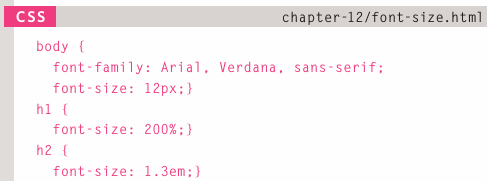 CSS chapter-12/font-size.html
body {
font-family: Arial, Verdana, sans-serif;
font-size: 12px;}
h1 {
font-size: 200%;}
h2 {
font-size: 1.3em;}